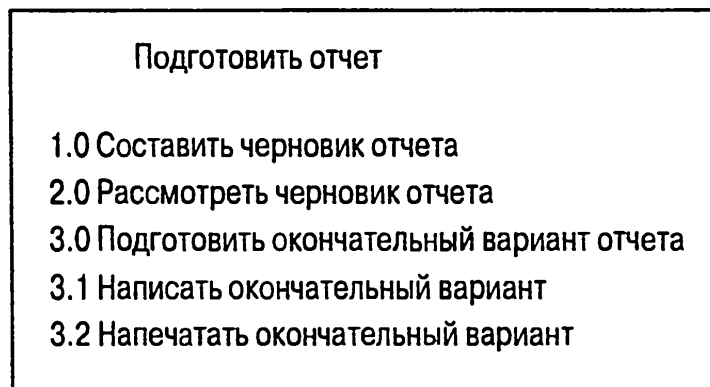 Подготовить отчет
1.0 Составить черновик отчета
2.0 Рассмотреть черновик отчета
3.0 Подготовить окончательный вариант отчета
3.1 Написать окончательный вариант
3.2 Напечатать окончательный вариант